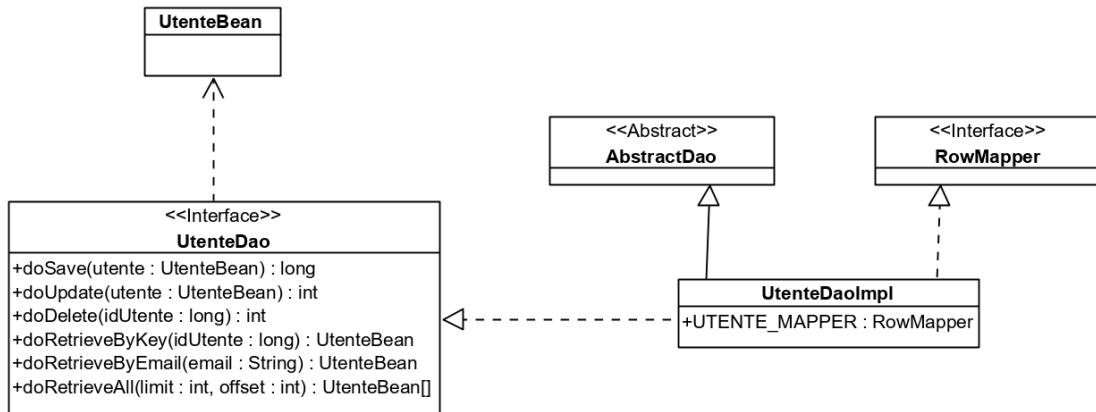 UtenteBean
<<Abstract>>
AbstractDao
<<Interface>>
RowMapper
<<Interface>>
UtenteDao
+doSave(utente : UtenteBean) : long
+doUpdate(utente : UtenteBean) : int
+doDelete(idUtente : long) : int
+doRetrieveByKey(idUtente : long) : UtenteBean
+doRetrieveByEmail(email : String) : UtenteBean
+doRetrieveAll(limit : int, offset : int) : UtenteBean[]
UtenteDaoImpl
+UTENTE_MAPPER : RowMapper